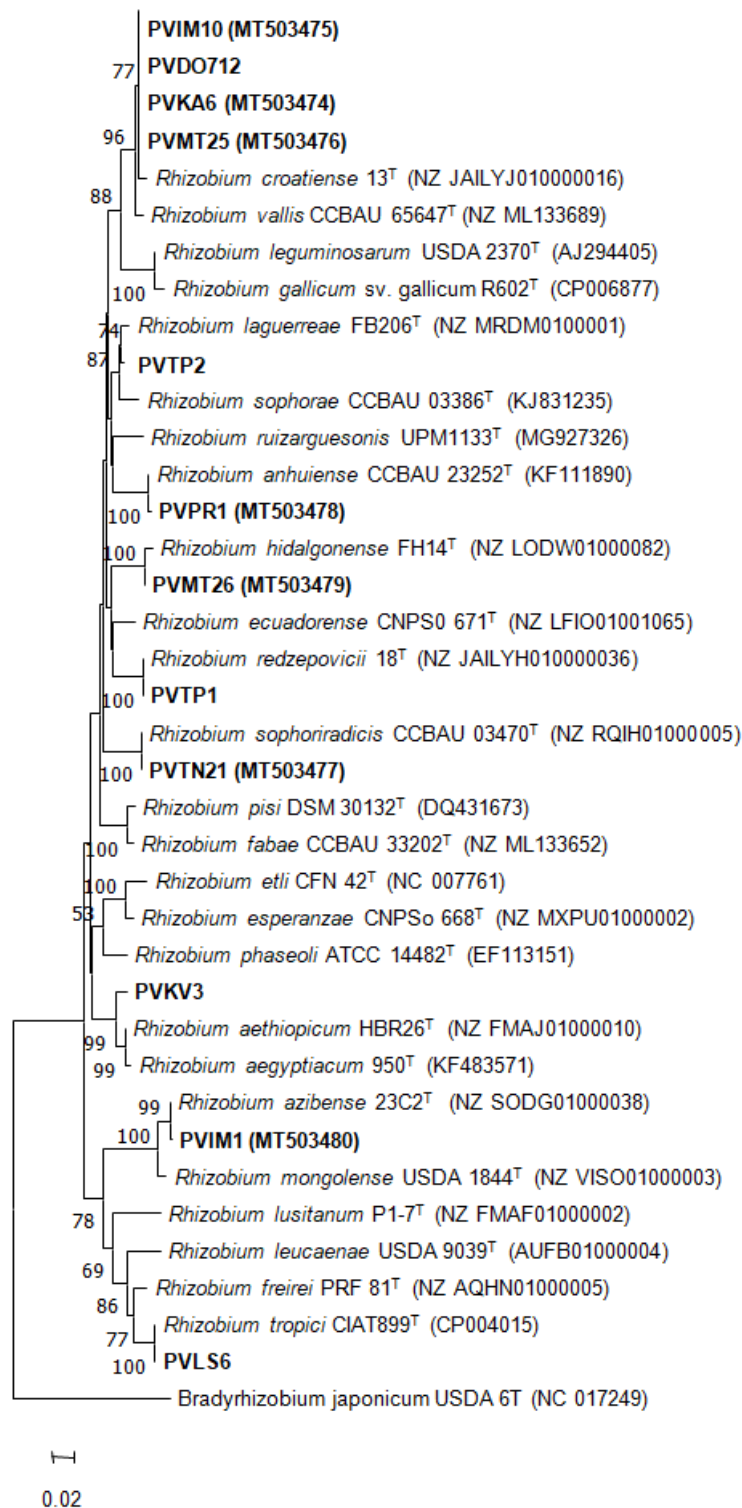 PVIM10 (MT503475)
77
PVDO712
PVKA6 (MT503474)
96
PVMT25 (MT503476)
Rhizobium croatiense 13ᵀ (NZ JAILYJ010000016)
88
Rhizobium vallis CCBAU 65647ᵀ (NZ ML133689)
Rhizobium leguminosarum USDA 2370ᵀ (AJ294405)
100
Rhizobium gallicum sv. gallicum R602ᵀ (CP006877)
74
Rhizobium laguerreae FB206ᵀ (NZ MRDM0100001)
87
PVTP2
Rhizobium sophorae CCBAU 03386ᵀ (KJ831235)
Rhizobium ruizarguesonis UPM1133ᵀ (MG927326)
Rhizobium anhuiense CCBAU 23252ᵀ (KF111890)
100
PVPR1 (MT503478)
100
Rhizobium hidalgonense FH14ᵀ (NZ LODW01000082)
PVMT26 (MT503479)
Rhizobium ecuadorense CNPS0 671ᵀ (NZ LFIO01001065)
Rhizobium redzepovicii 18ᵀ (NZ JAILYH010000036)
100
PVTP1
Rhizobium sophoriradicis CCBAU 03470ᵀ (NZ RQIH01000005)
100
PVTN21 (MT503477)
Rhizobium pisi DSM 30132ᵀ (DQ431673)
100
Rhizobium fabae CCBAU 33202ᵀ (NZ ML133652)
100
Rhizobium etli CFN 42ᵀ (NC 007761)
53
Rhizobium esperanzae CNPSo 668ᵀ (NZ MXPU01000002)
Rhizobium phaseoli ATCC 14482ᵀ (EF113151)
PVKV3
99
Rhizobium aethiopicum HBR26ᵀ (NZ FMAJ01000010)
99
Rhizobium aegyptiacum 950ᵀ (KF483571)
99
Rhizobium azibense 23C2ᵀ (NZ SODG01000038)
100
PVIM1 (MT503480)
Rhizobium mongolense USDA 1844ᵀ (NZ VISO01000003)
78
Rhizobium lusitanum P1-7ᵀ (NZ FMAF01000002)
69
Rhizobium leucaenae USDA 9039ᵀ (AUFB01000004)
86
Rhizobium freirei PRF 81ᵀ (NZ AQHN01000005)
77
Rhizobium tropici CIAT899ᵀ (CP004015)
100
PVLS6
Bradyrhizobium japonicum USDA 6T (NC 017249)
0.02